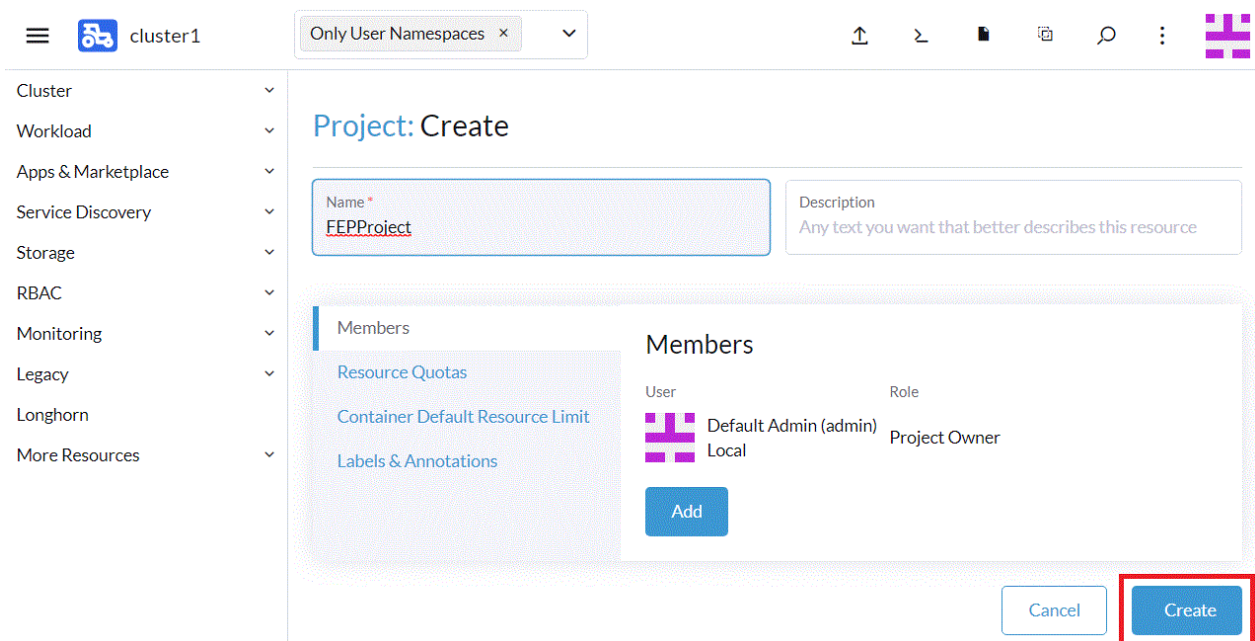 cluster1
Only User Namespaces ×
Cluster
Workload
Apps & Marketplace
Service Discovery
Storage
RBAC
Monitoring
Legacy
Longhorn
More Resources
Project: Create
Name *
FEPProject
Description
Any text you want that better describes this resource
Members
Resource Quotas
Container Default Resource Limit
Labels & Annotations
Members
User Role
Default Admin (admin)
Local
Project Owner
Add
Cancel Create